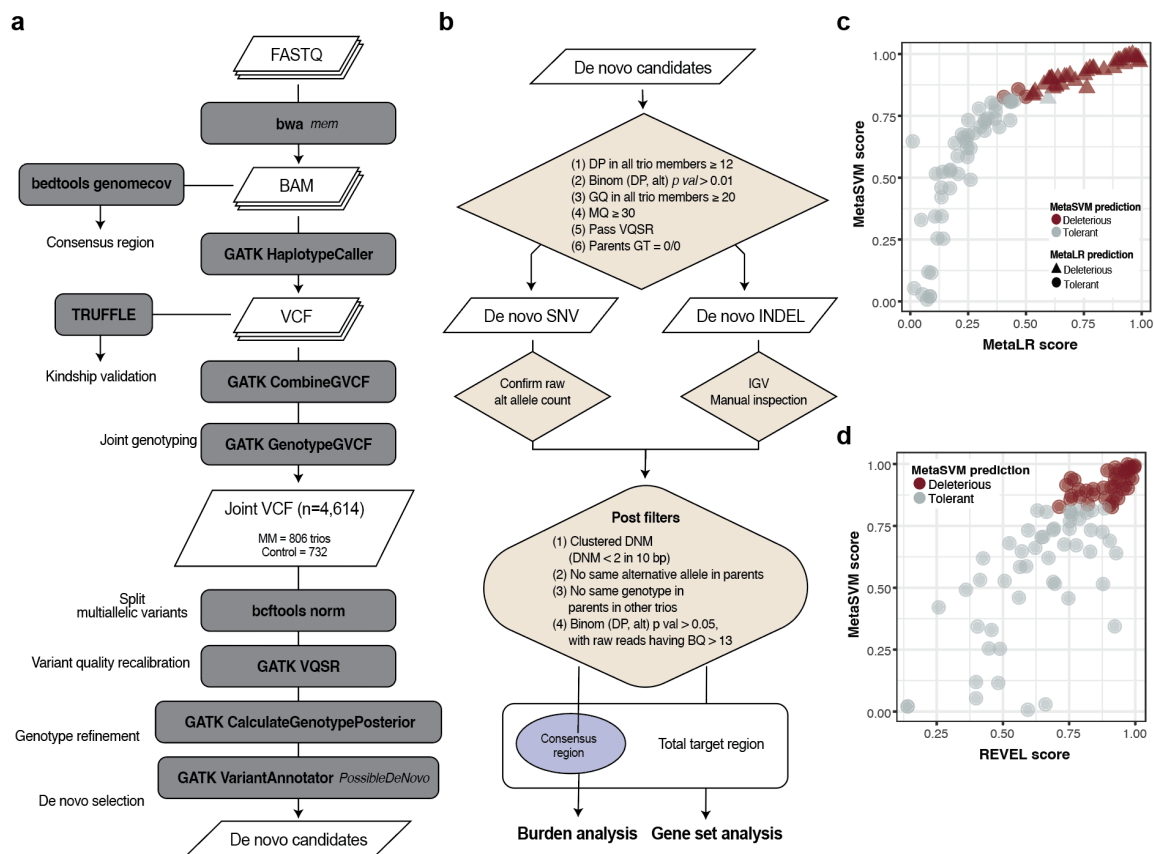 a
FASTQ
bwa mem
bedtools genomecov
BAM
Consensus region
GATK HaplotypeCaller
TRUFFLE
VCF
Kindship validation
GATK CombineGVCF
Joint genotyping
GATK GenotypeGVCF
Joint VCF (n=4,614)
MM = 806 trios
Control = 732
Split
multiallelic variants
bcftools norm
Variant quality recalibration
GATK VQSR
GATK CalculateGenotypePosterior
Genotype refinement
GATK VariantAnnotator PossibleDeNovo
De novo selection
De novo candidates
b
De novo candidates
(1) DP in all trio members ≥ 12
(2) Binom (DP, alt) p val > 0.01
(3) GQ in all trio members ≥ 20
(4) MQ ≥ 30
(5) Pass VQSR
(6) Parents GT = 0/0
De novo SNV
De novo INDEL
Confirm raw
alt allele count
IGV
Manual inspection
Post filters
(1) Clustered DNM
(DNM < 2 in 10 bp)
(2) No same alternative allele in parents
(3) No same genotype in
parents in other trios
(4) Binom (DP, alt) p val > 0.05,
with raw reads having BQ > 13
Consensus
region
Total target region
Burden analysis
Gene set analysis
c
MetaSVM score
1.00
0.75
0.50
0.25
0.00
MetaSVM prediction
Deleterious
Tolerant
MetaLR prediction
Deleterious
Tolerant
0.00 0.25 0.50 0.75 1.00
MetaLR score
d
MetaSVM score
1.00
0.75
0.50
0.25
0.00
MetaSVM prediction
Deleterious
Tolerant
0.25 0.50 0.75 1.00
REVEL score